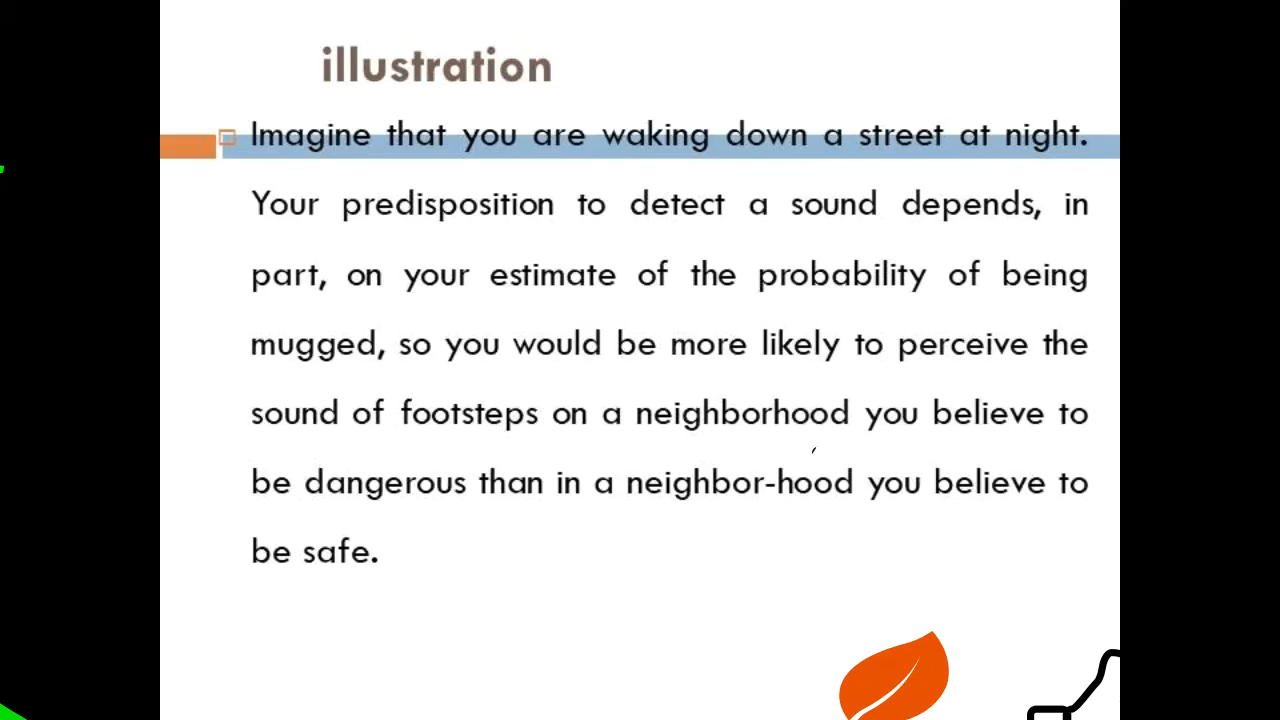 illustration
Imagine that you are waking down a street at night.
Your predisposition to detect a sound depends, in
part, on your estimate of the probability of being
mugged, so you would be more likely to perceive the
sound of footsteps on a neighborhood you believe to
be dangerous than in a neighbor-hood you believe to
be safe.